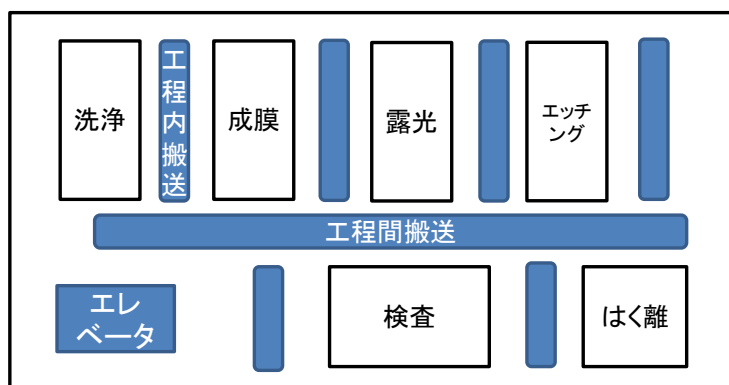 洗浄
工程内搬送
成膜
露光
エッチ
ング
工程間搬送
エレ
ベータ
検査
はく離